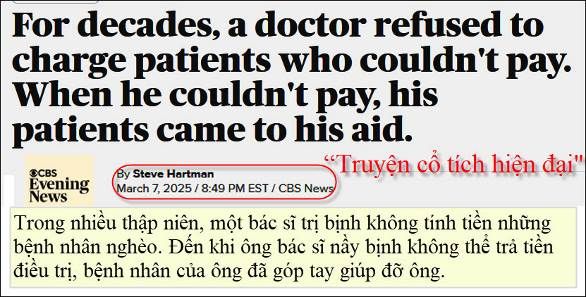 For decades, a doctor refused to
charge patients who couldn't pay.
When he couldn't pay, his
patients came to his aid.
CBS
Evening
News
By Steve Hartman
March 7, 2025 / 8:49 PM EST / CBS News
“Truyện cổ tích hiện đại"
Trong nhiều thập niên, một bác sĩ trị bịnh không tính tiền những
bệnh nhân nghèo. Đến khi ông bác sĩ nầy bịnh không thể trả tiền
điều trị, bệnh nhân của ông đã góp tay giúp đỡ ông.